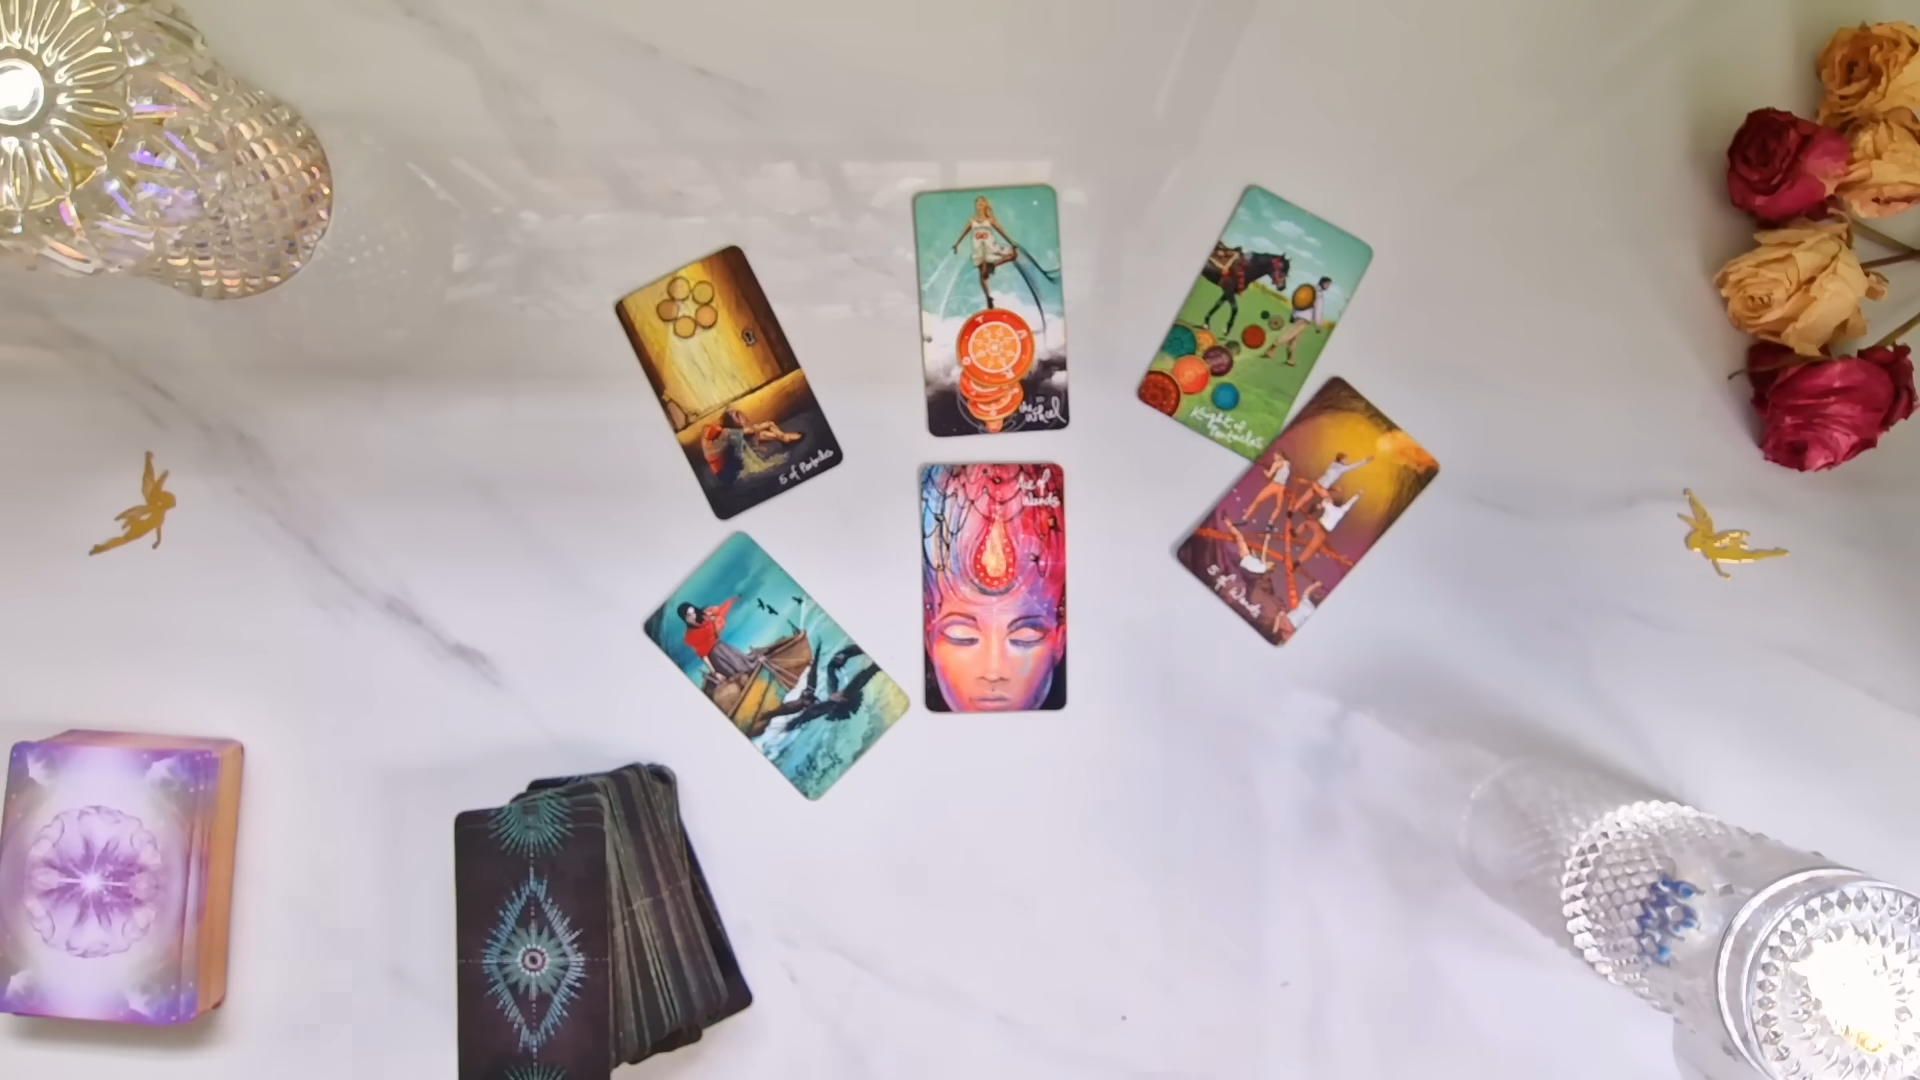 5 of Pentacles
the
Wheel
Knight of
Pentacles
Ace of
Wands
5 of Wands